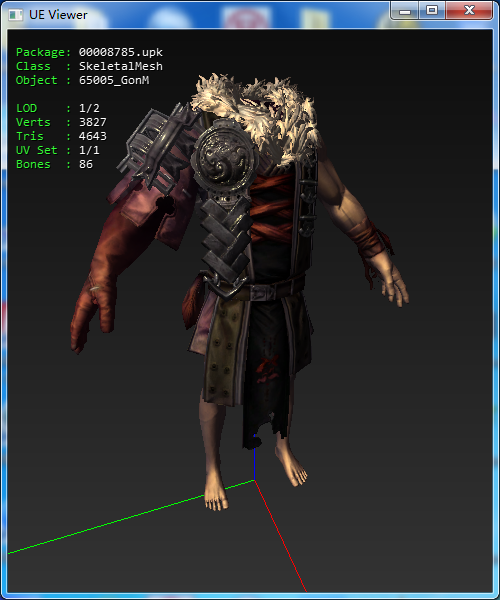 UE Viewer
Package: 00008785.upk
Class : SkeletalMesh
Object : 65005_GonM
LOD : 1/2
Verts : 3827
Tris : 4643
UV Set : 1/1
Bones : 86